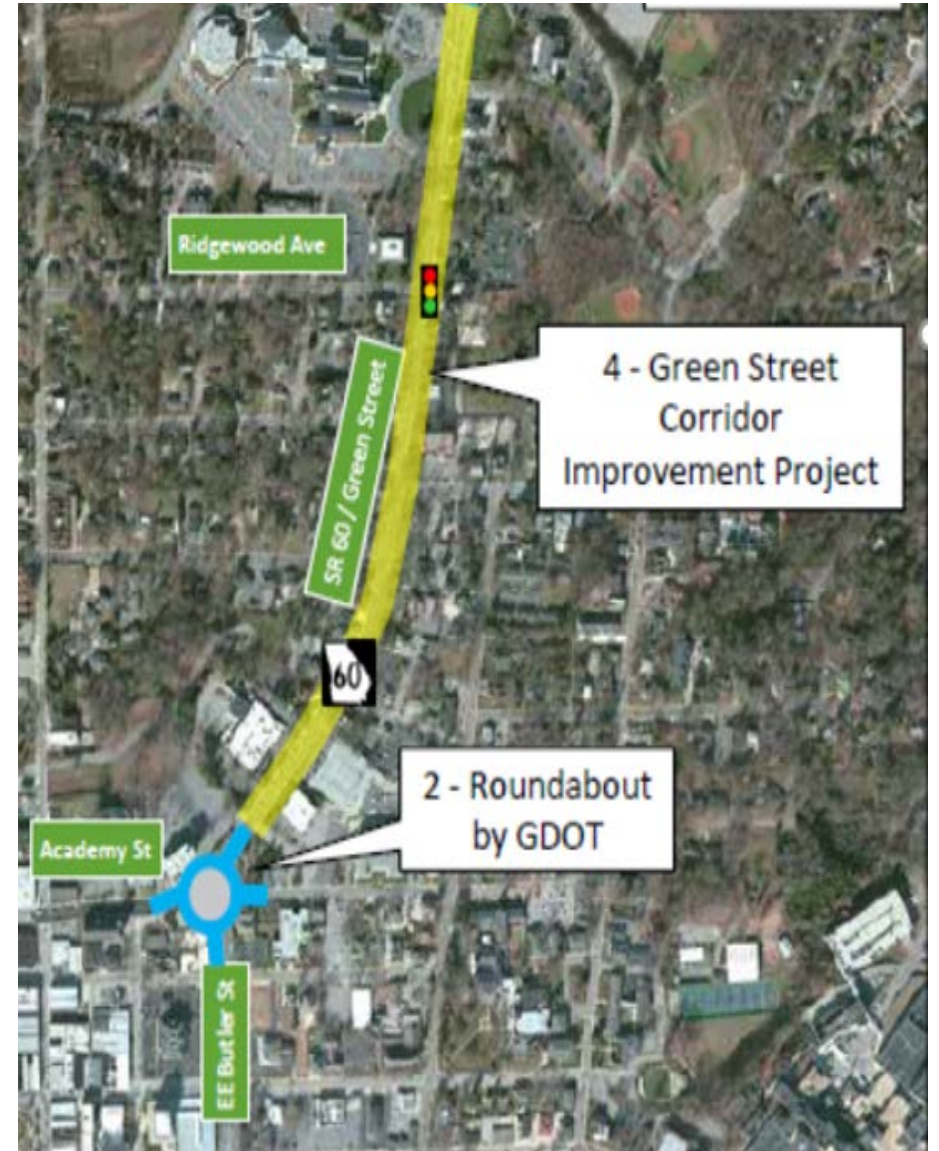 Ridgewood Ave
4 - Green Street
Corridor
Improvement Project
SR 60 / Green Street
60
2 - Roundabout
by GDOT
Academy St
EE Butler St